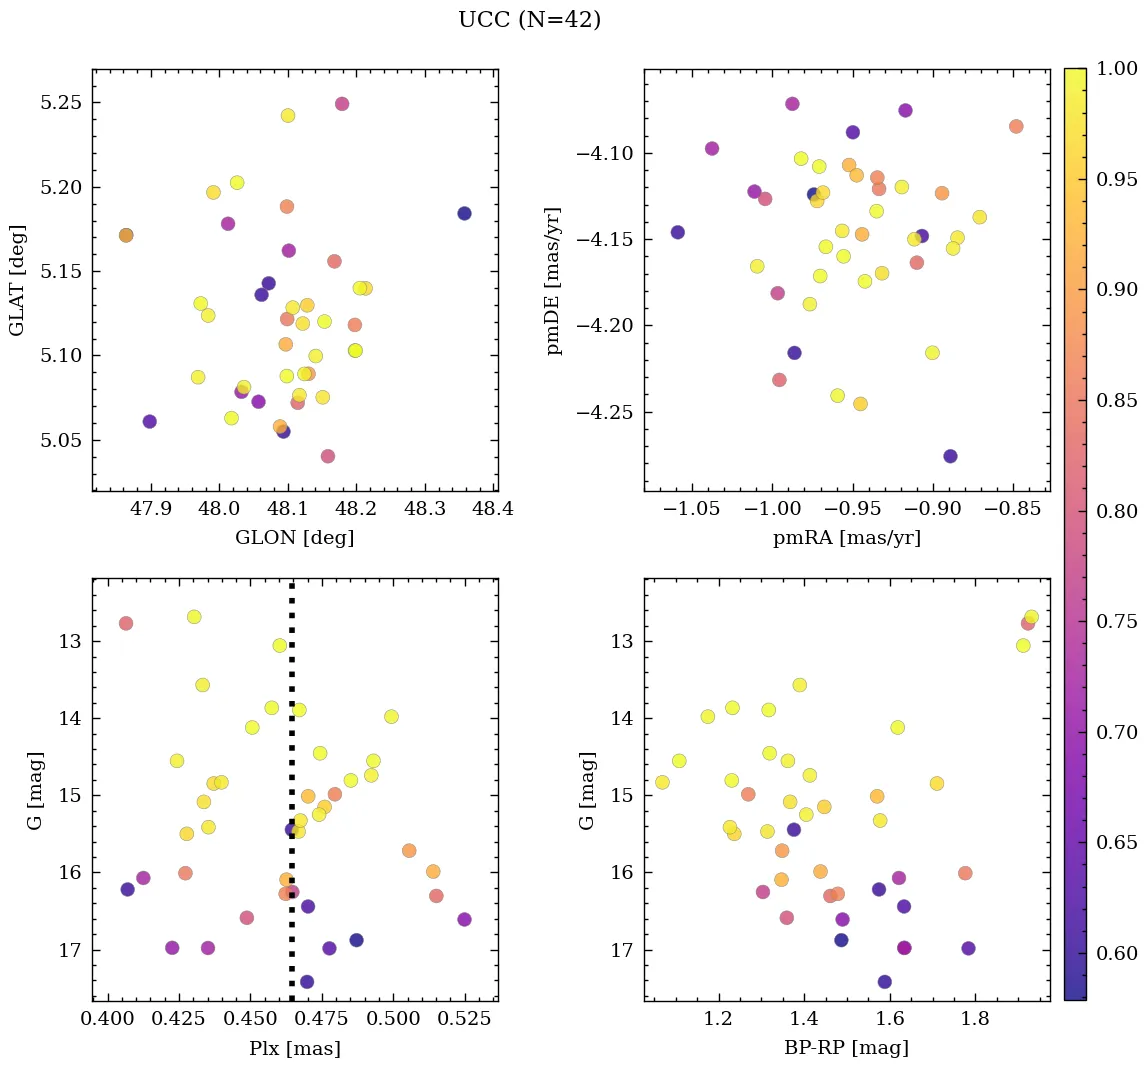 UCC (N=42)
5.25
5.20
5.15
5.10
5.05
GLAT [deg]
47.9 48.0 48.1 48.2 48.3 48.4
GLON [deg]
−4.10
−4.15
−4.20
−4.25
pmDE [mas/yr]
−1.05 −1.00 −0.95 −0.90 −0.85
pmRA [mas/yr]
13
14
15
16
17
G [mag]
0.400 0.425 0.450 0.475 0.500 0.525
Plx [mas]
13
14
15
16
17
G [mag]
1.2 1.4 1.6 1.8
BP-RP [mag]
1.00
0.95
0.90
0.85
0.80
0.75
0.70
0.65
0.60